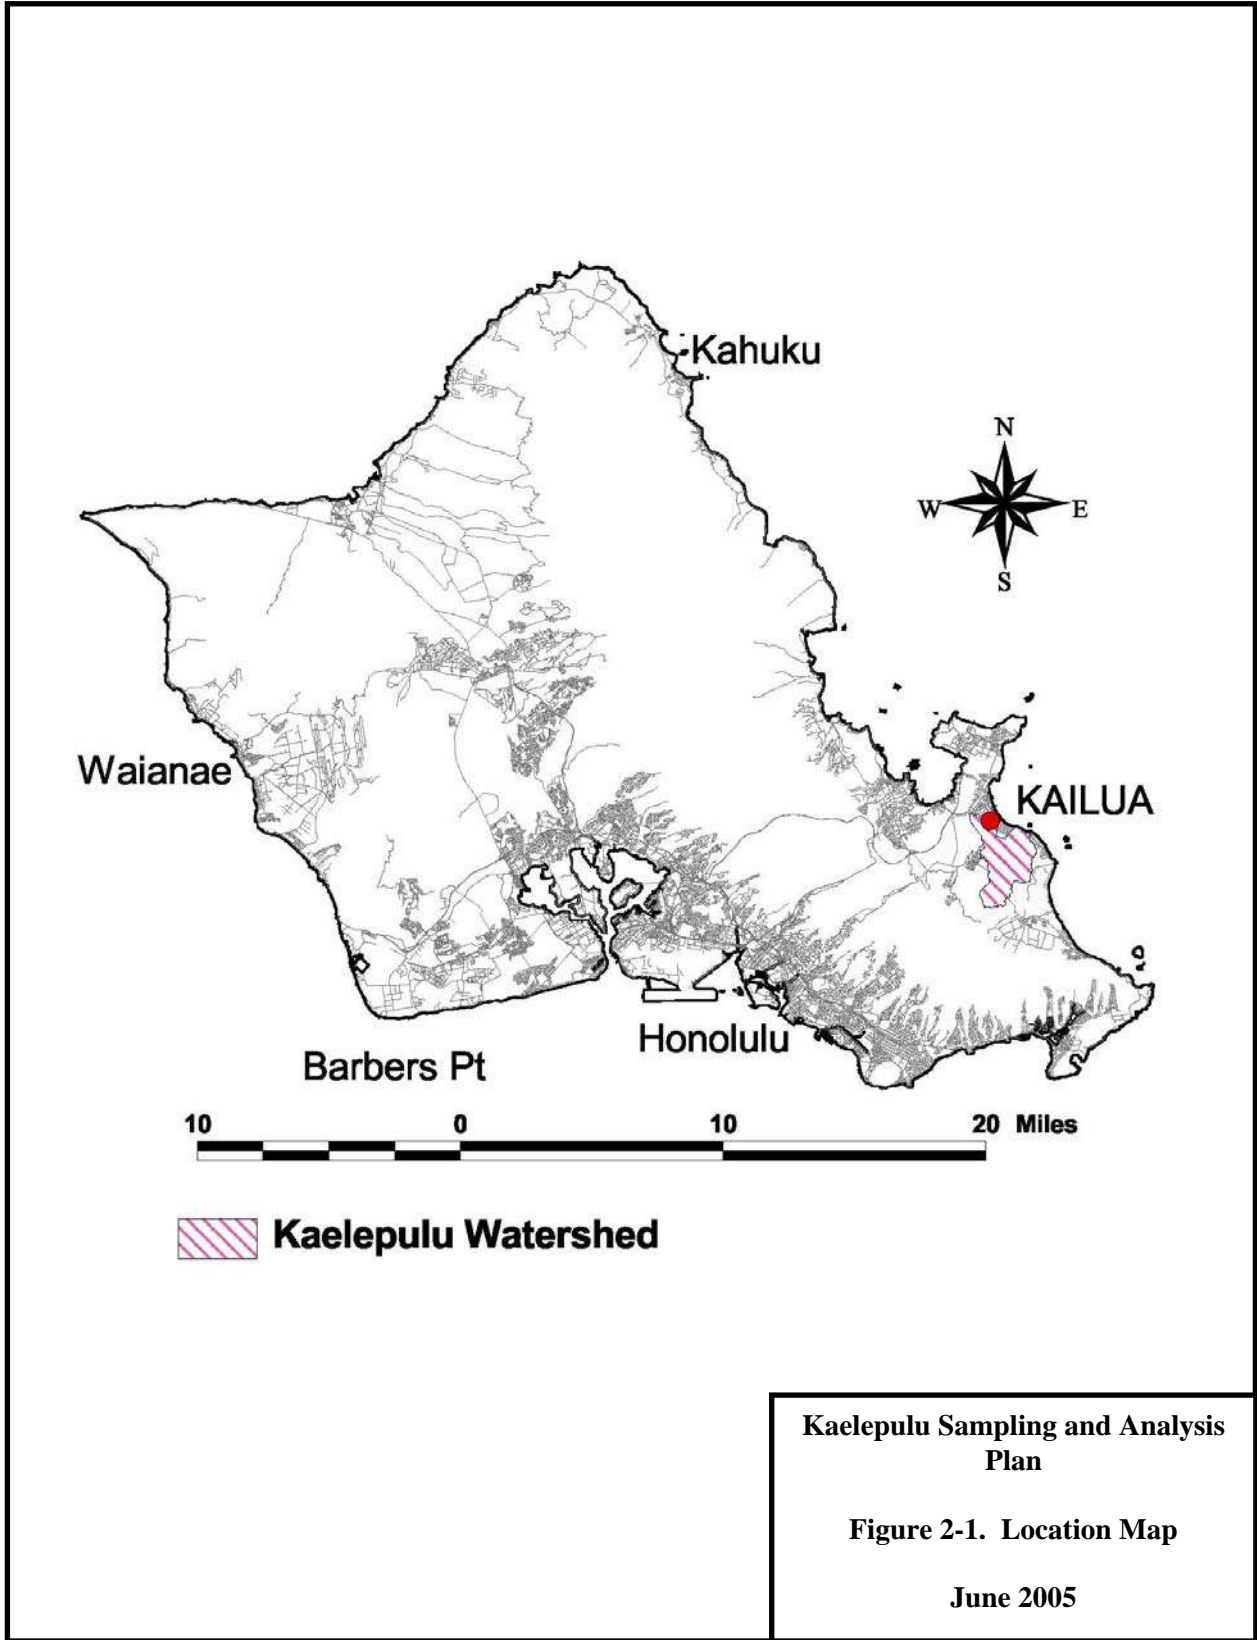 Kahuku
N
W E
S
Waianae
KAILUA
Honolulu
Barbers Pt
10 0 10 20 Miles
Kaelepulu Watershed
Kaelepulu Sampling and Analysis
Plan
Figure 2-1. Location Map
June 2005